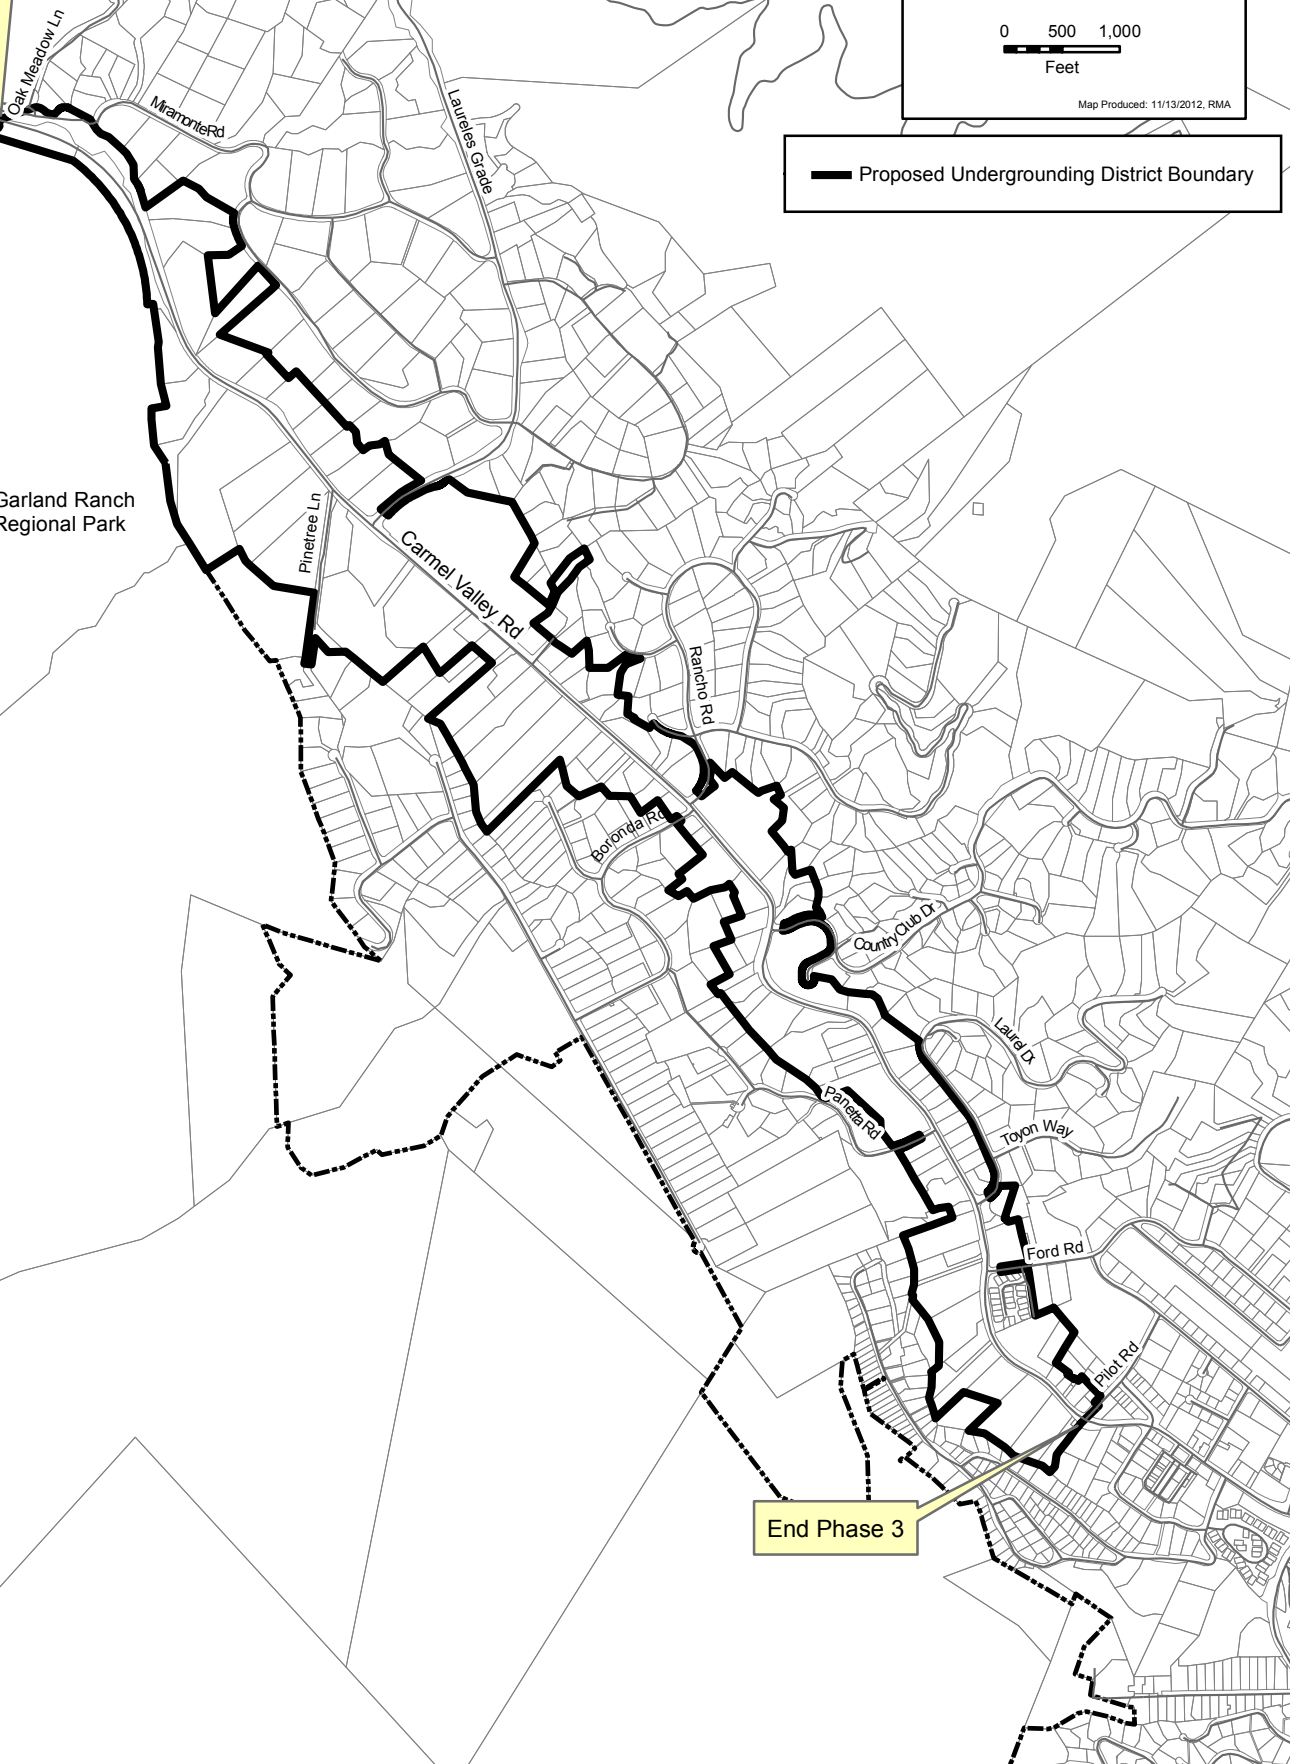 0 500 1,000
Feet
Map Produced: 11/13/2012, RMA
Proposed Undergrounding District Boundary
Oak Meadow Ln
Miramonte Rd
Laureles Grade
Garland Ranch
Regional Park
Pinetree Ln
Carmel Valley Rd
Rancho Rd
Boronda Rd
Country Club Dr
Laurel Dr
Panetta Rd
Toyon Way
Ford Rd
Pilot Rd
End Phase 3